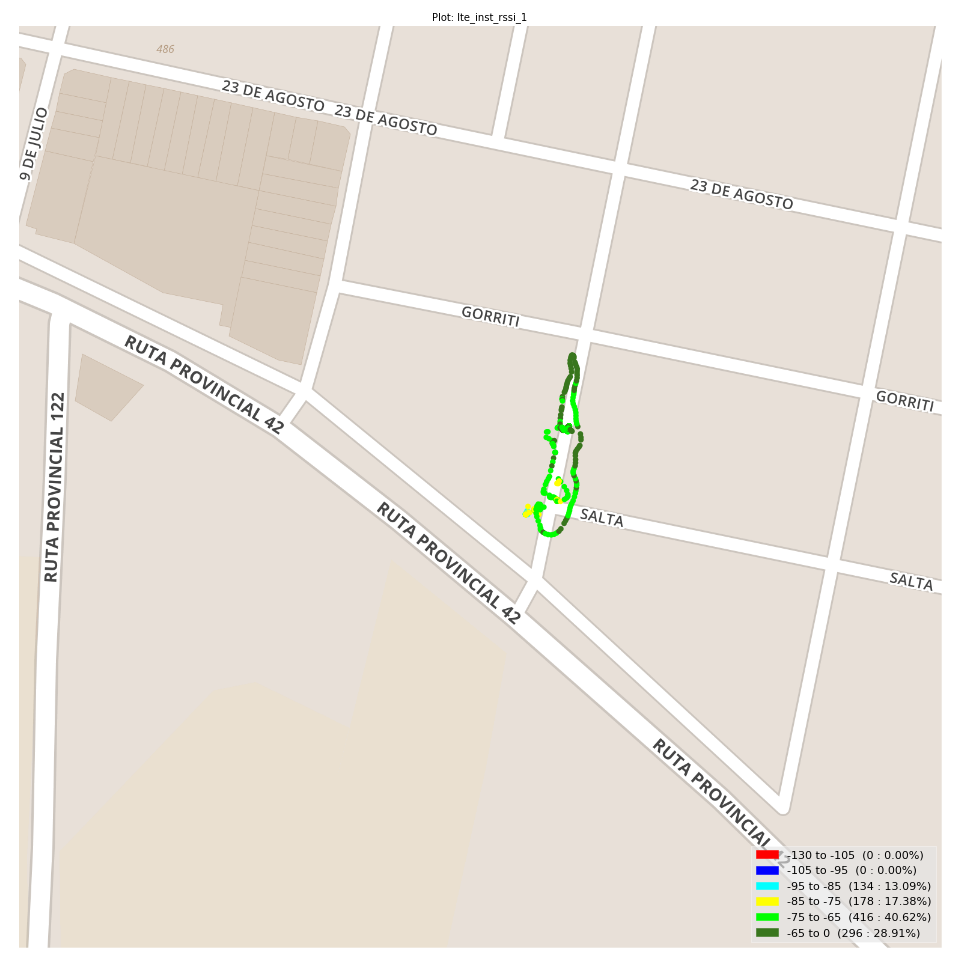 Plot: lte_inst_rssi_1
486
23 DE AGOSTO
23 DE AGOSTO
9 DE JULIO
23 DE AGOSTO
GORRITI
RUTA PROVINCIAL 42
GORRITI
RUTA PROVINCIAL 122
RUTA PROVINCIAL 42
SALTA
SALTA
RUTA PROVINCIAL
-130 to -105 (0 : 0.00%)
-105 to -95 (0 : 0.00%)
-95 to -85 (134 : 13.09%)
-85 to -75 (178 : 17.38%)
-75 to -65 (416 : 40.62%)
-65 to 0 (296 : 28.91%)